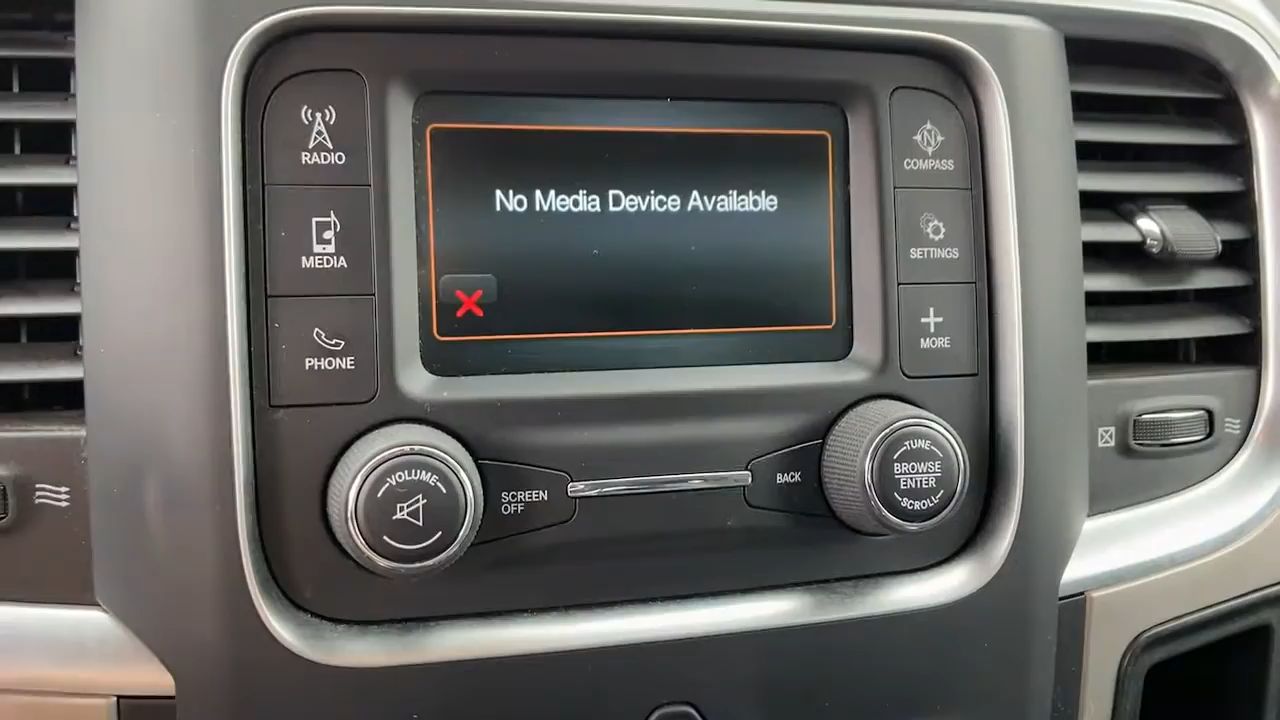 RADIO
MEDIA
PHONE
No Media Device Available
N
COMPASS
SETTINGS
MORE
VOLUME
SCREEN
OFF
BACK
TUNE
BROWSE
ENTER
SCROLL